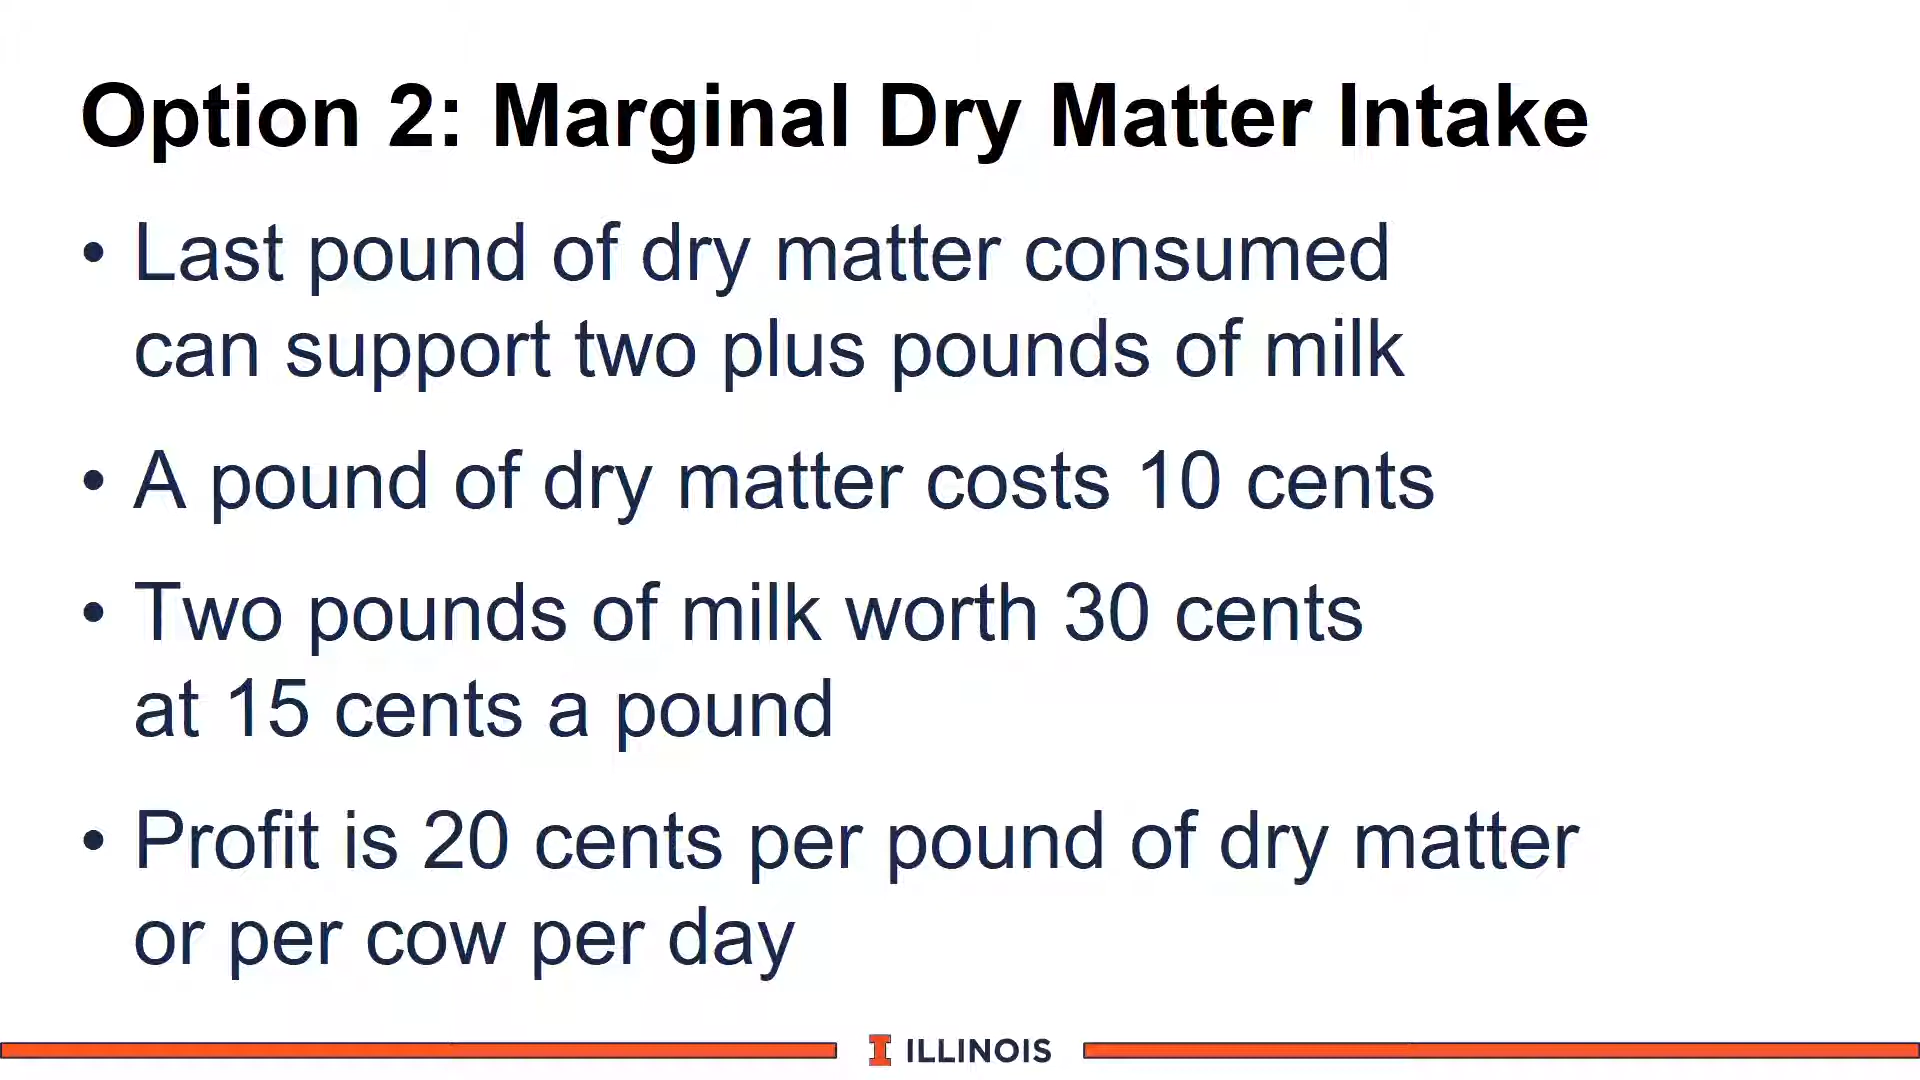 Option 2: Marginal Dry Matter Intake
• Last pound of dry matter consumed
can support two plus pounds of milk
• A pound of dry matter costs 10 cents
• Two pounds of milk worth 30 cents
at 15 cents a pound
• Profit is 20 cents per pound of dry matter
or per cow per day
I ILLINOIS